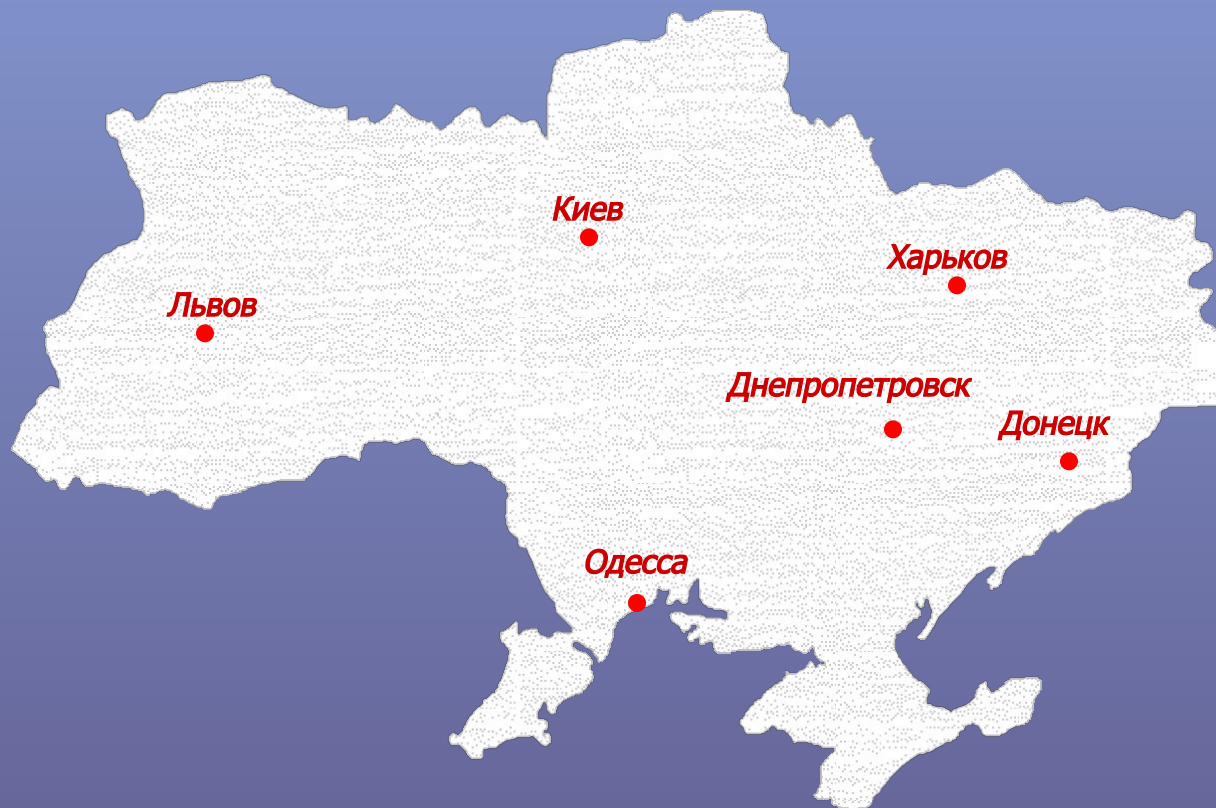 Киев
Харьков
Львов
Днепропетровск
Донецк
Одесса